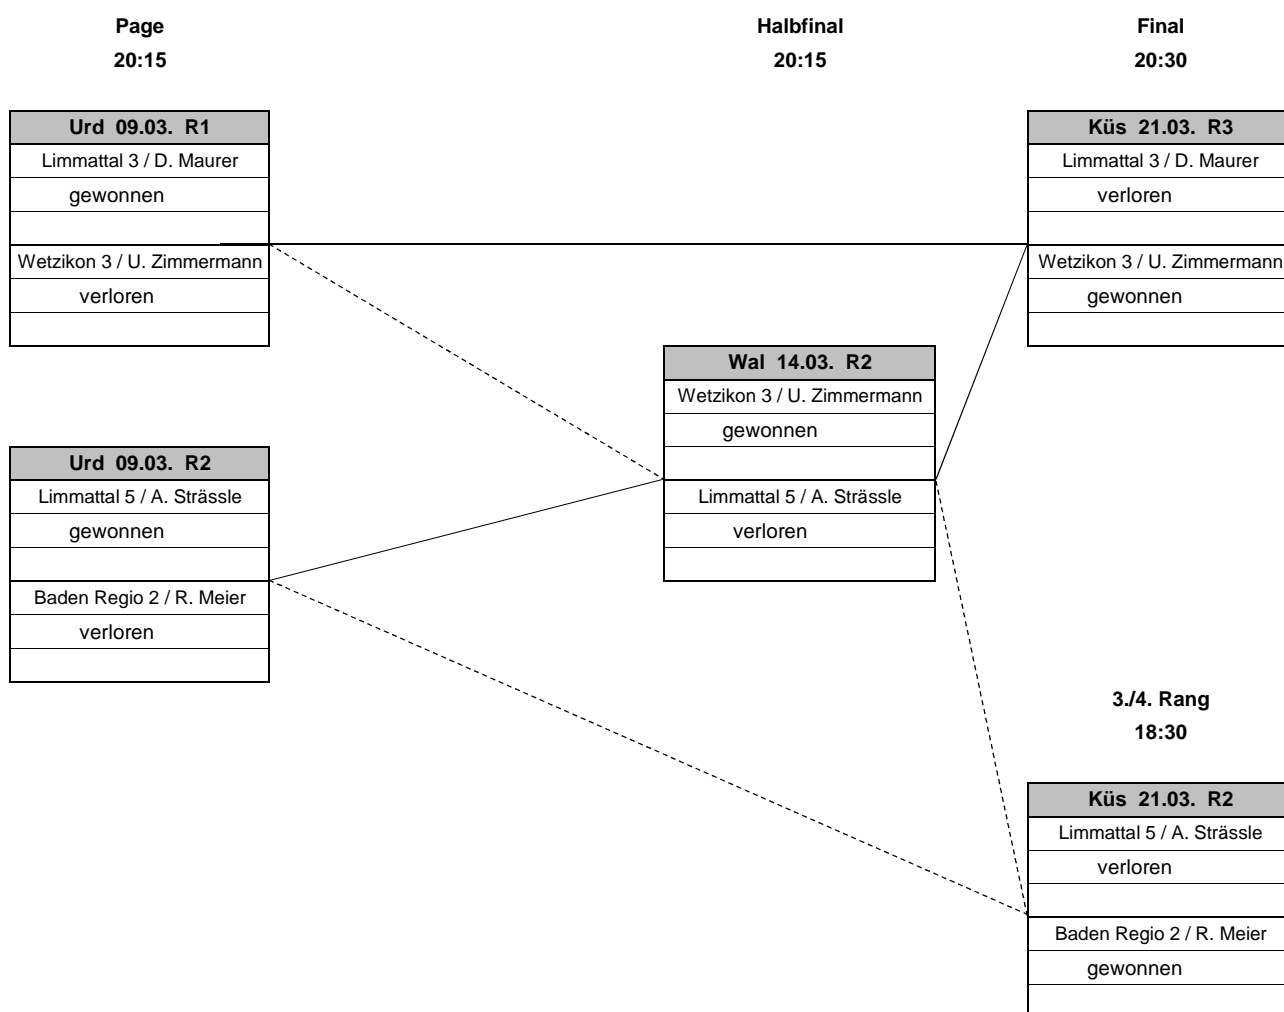 Page
20:15
Halbfinal
20:15
Final
20:30
Urd 09.03. R1
Limmattal 3 / D. Maurer
gewonnen
Wetzikon 3 / U. Zimmermann
verloren
Küs 21.03. R3
Limmattal 3 / D. Maurer
verloren
Wetzikon 3 / U. Zimmermann
gewonnen
Wal 14.03. R2
Wetzikon 3 / U. Zimmermann
gewonnen
Limmattal 5 / A. Strässle
verloren
Urd 09.03. R2
Limmattal 5 / A. Strässle
gewonnen
Baden Regio 2 / R. Meier
verloren
3./4. Rang
18:30
Küs 21.03. R2
Limmattal 5 / A. Strässle
verloren
Baden Regio 2 / R. Meier
gewonnen